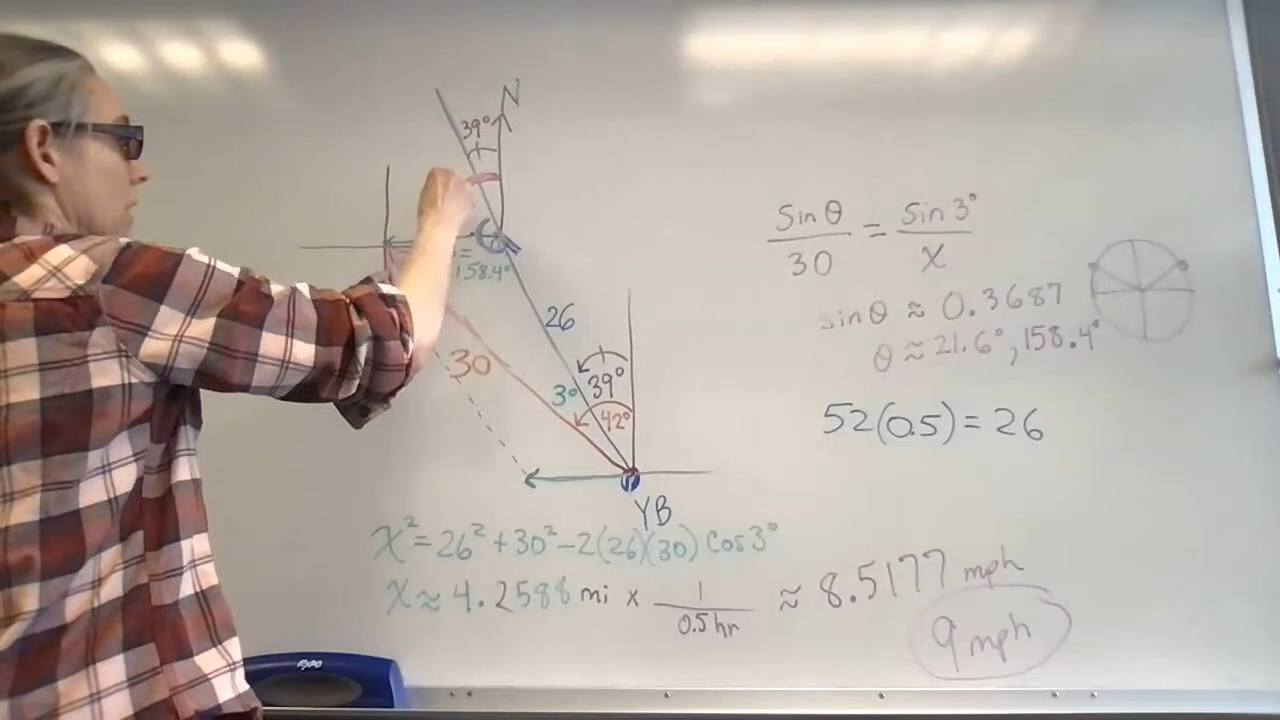 N
39°
=
158.4°
26
30
3°
39°
42°
YB
x² = 26² + 30² - 2(26)(30) cos 3°
x ≈ 4.2588 mi x 1/0.5 hr ≈ 8.5177 mph
9 mph
Sin θ/30 = Sin 3°/x
sin θ ≈ 0.3687
θ ≈ 21.6°, 158.4°
52(0.5) = 26
EXPO